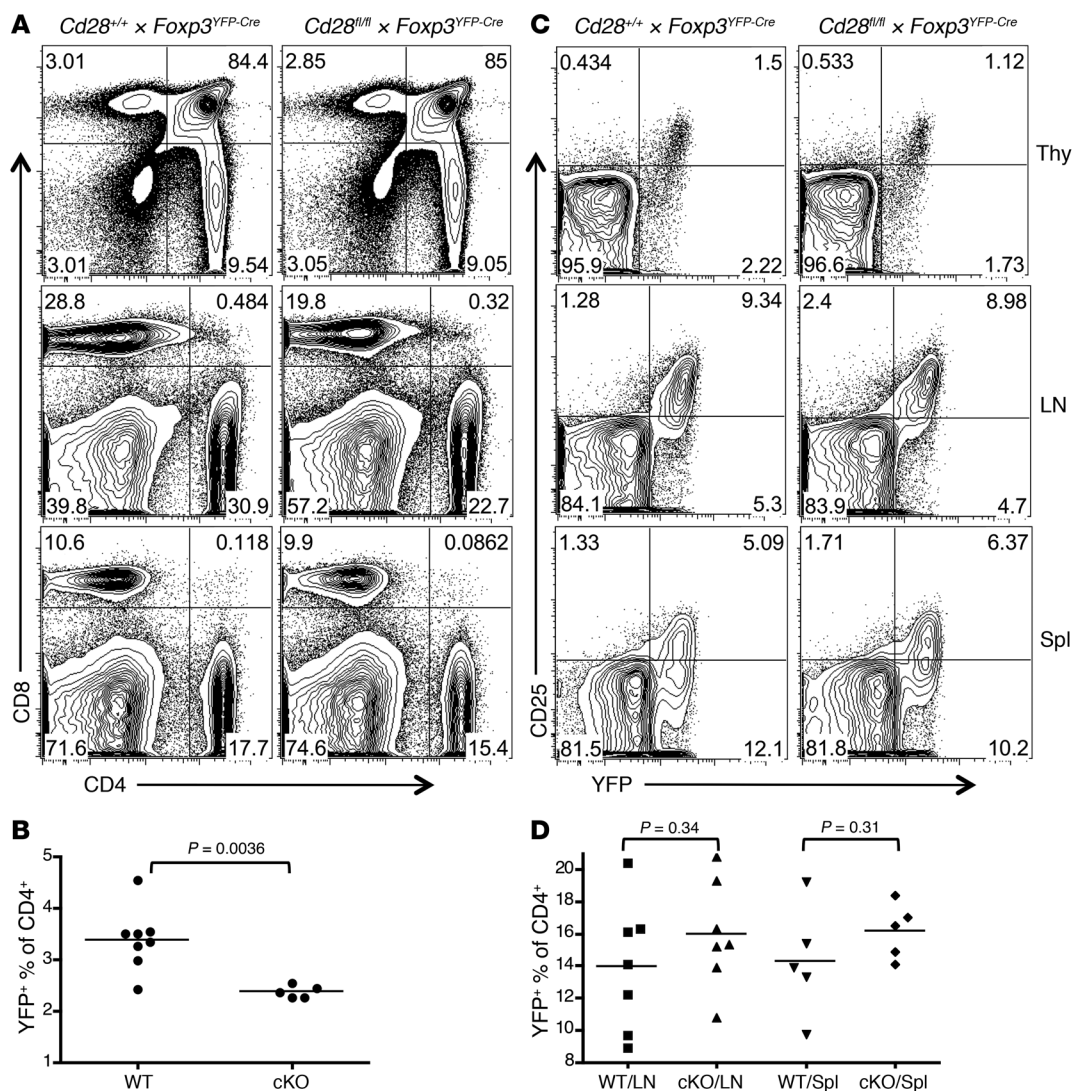 A
Cd28+/+ × Foxp3YFP-Cre
Cd28fl/fl × Foxp3YFP-Cre
3.01 84.4
3.01 9.54
2.85 85
3.05 9.05
28.8 0.484
39.8 30.9
19.8 0.32
57.2 22.7
10.6 0.118
71.6 17.7
9.9 0.0862
74.6 15.4
CD8
CD4
C
Cd28+/+ × Foxp3YFP-Cre
Cd28fl/fl × Foxp3YFP-Cre
0.434 1.5
95.9 2.22
0.533 1.12
96.6 1.73
Thy
1.28 9.34
84.1 5.3
2.4 8.98
83.9 4.7
LN
1.33 5.09
81.5 12.1
1.71 6.37
81.8 10.2
Spl
CD25
YFP
B
P = 0.0036
YFP+ % of CD4+
5
4
3
2
1
WT cKO
D
P = 0.34
P = 0.31
YFP+ % of CD4+
20
18
16
14
12
10
8
WT/LN cKO/LN WT/Spl cKO/Spl